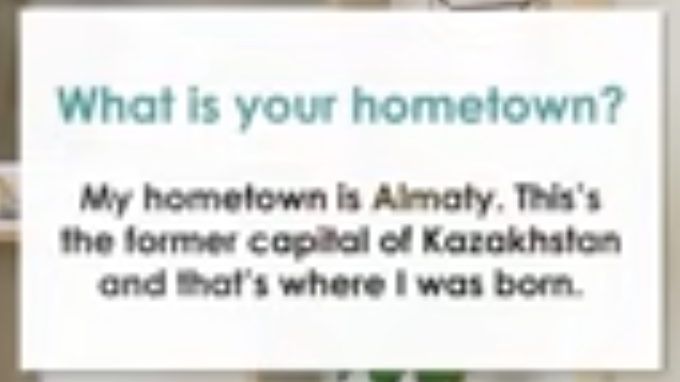 What is your hometown?
My hometown is Almaty. This's
the former capital of Kazakhstan
and that's where I was born.